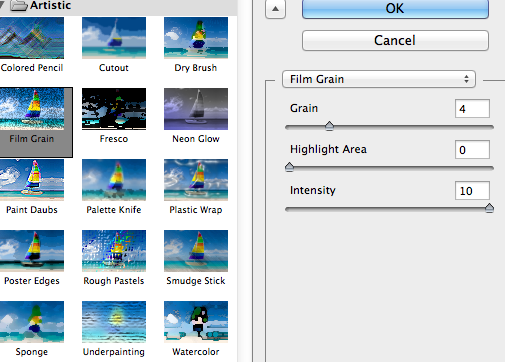 Artistic
Colored Pencil
Cutout
Dry Brush
Film Grain
Fresco
Neon Glow
Paint Daubs
Palette Knife
Plastic Wrap
Poster Edges
Rough Pastels
Smudge Stick
Sponge
Underpainting
Watercolor
OK
Cancel
Film Grain
Grain 4
Highlight Area 0
Intensity 10